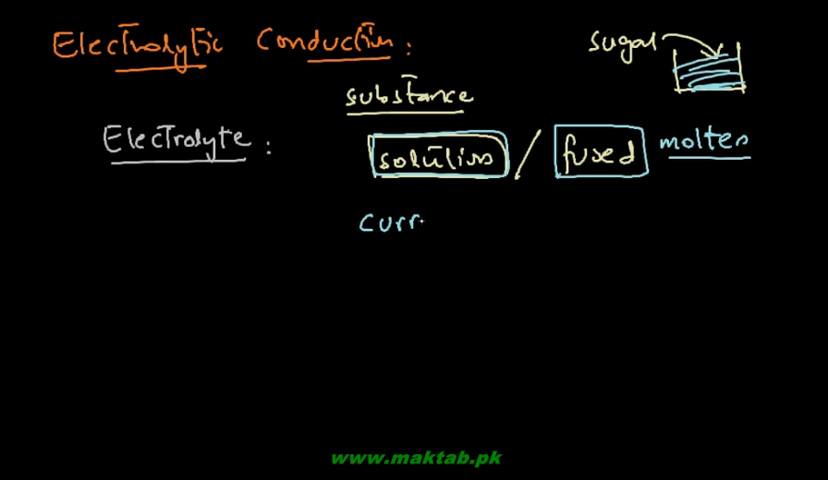 Electrolytic Conduction:
sugar
substance
Electrolyte:
solution / fused molten
curr
www.maktab.pk